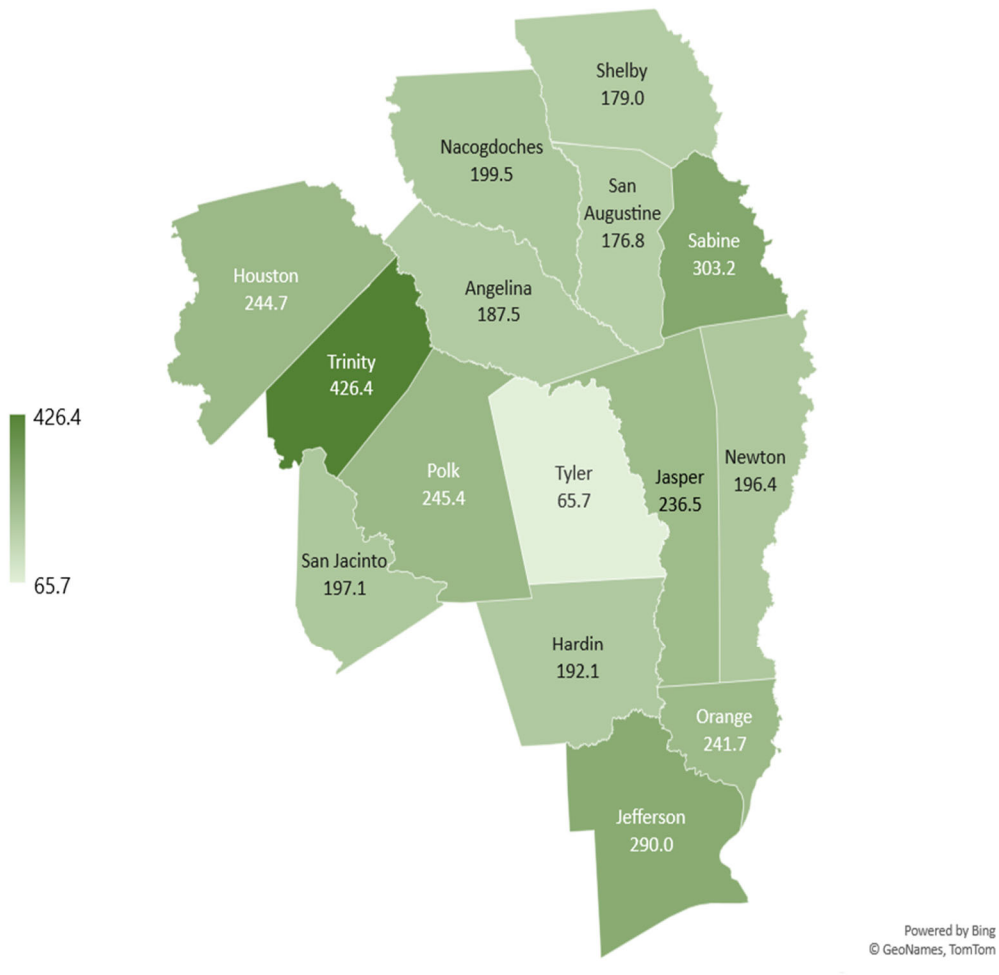 Shelby
179.0
Nacogdoches
199.5
San
Augustine
176.8
Sabine
303.2
Houston
244.7
Angelina
187.5
Trinity
426.4
426.4
Polk
245.4
Tyler
65.7
Jasper
236.5
Newton
196.4
San Jacinto
197.1
65.7
Hardin
192.1
Orange
241.7
Jefferson
290.0
Powered by Bing
© GeoNames, TomTom